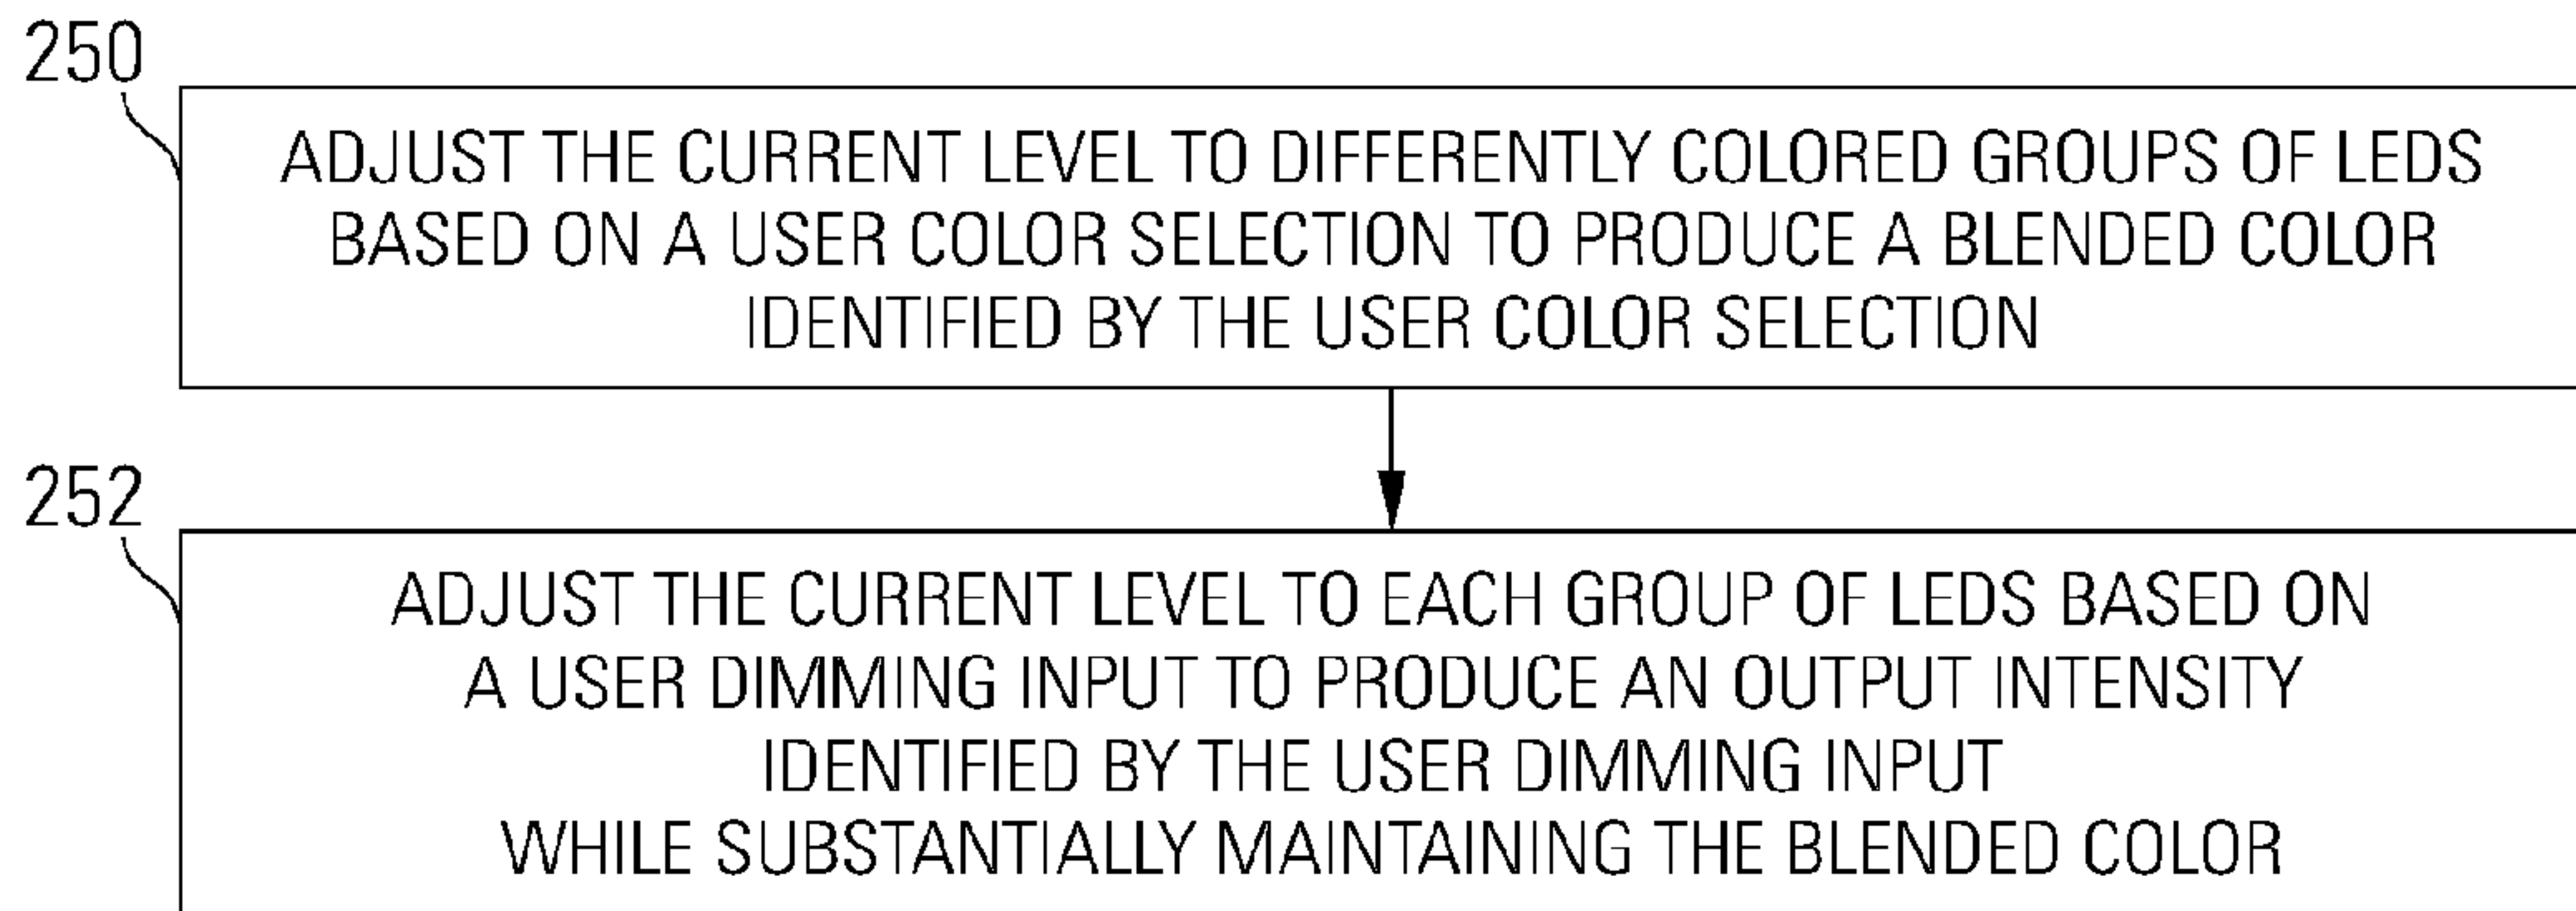 250
ADJUST THE CURRENT LEVEL TO DIFFERENTLY COLORED GROUPS OF LEDS
BASED ON A USER COLOR SELECTION TO PRODUCE A BLENDED COLOR
IDENTIFIED BY THE USER COLOR SELECTION
252
ADJUST THE CURRENT LEVEL TO EACH GROUP OF LEDS BASED ON
A USER DIMMING INPUT TO PRODUCE AN OUTPUT INTENSITY
IDENTIFIED BY THE USER DIMMING INPUT
WHILE SUBSTANTIALLY MAINTAINING THE BLENDED COLOR